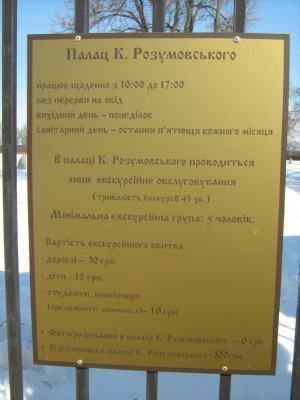 Палац К. Розумовського
працює щоденно з 10:00 до 17:00
без перерви на обід
вихідний день – понеділок
санітарний день – остання п'ятниця кожного місяця
В палаці К. Розумовського проводиться
лише екскурсійне обслуговування
(тривалість екскурсії 45 хв.)
Мінімальна екскурсійна група: 5 чоловік.
Вартість екскурсійного квитка
- дорослі – 30 грн.
- діти - 10 грн.
- студенти, пенсіонери
(при наявності документа) – 10 грн.
• Фотографування в палаці К. Розумовського – 0 грн
• Відеозйомка в палаці К. Розумовського – 100 грн.